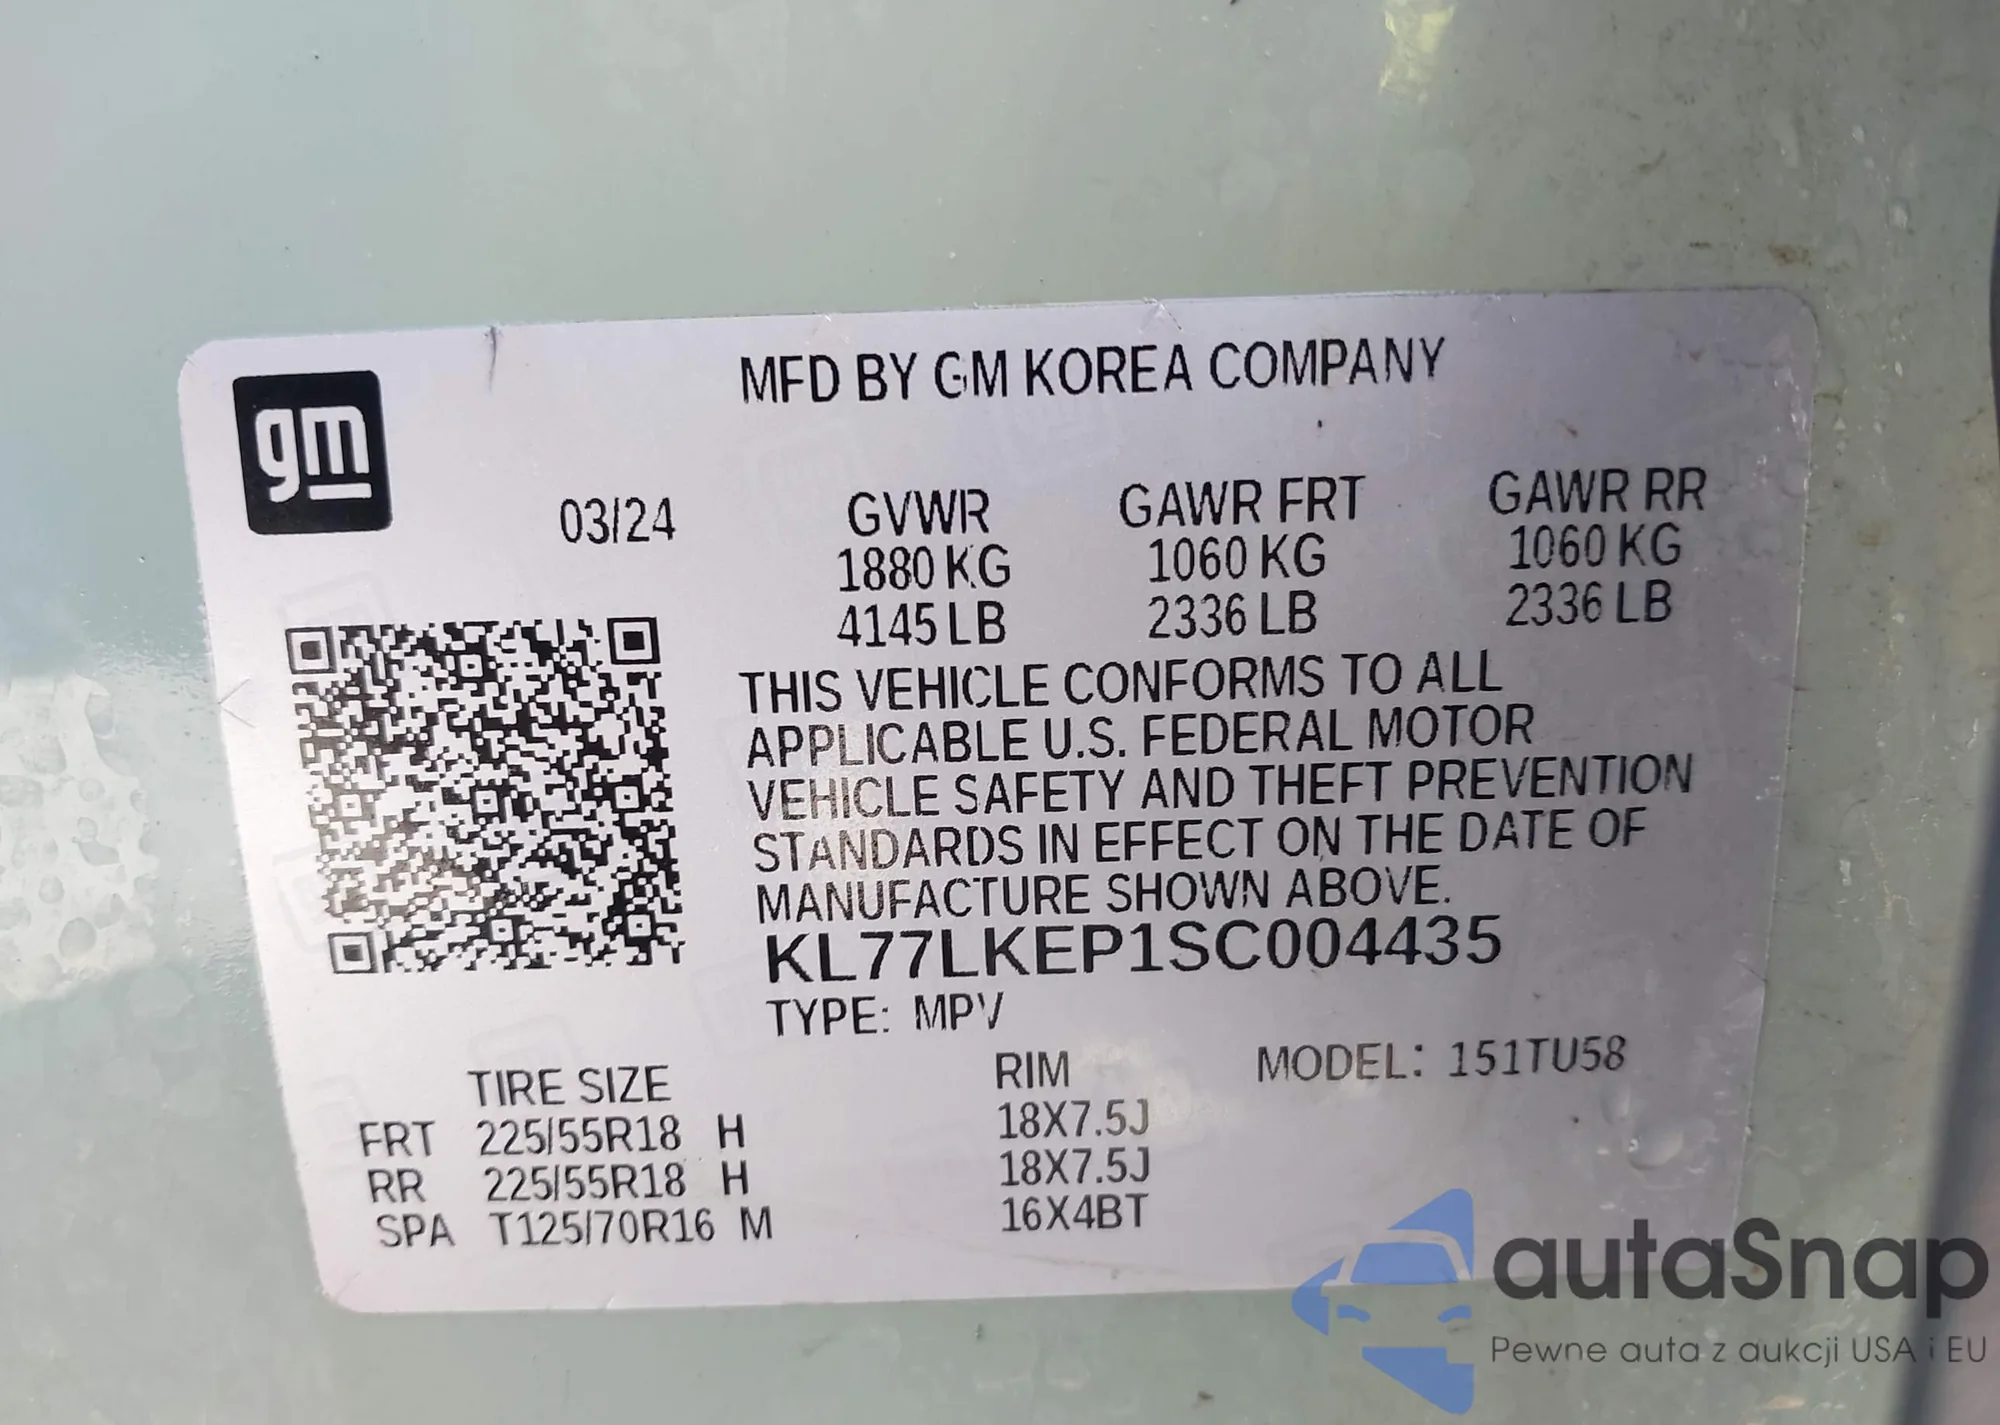 gm
MFD BY GM KOREA COMPANY
03/24
GVWR GAWR FRT GAWR RR
1880 KG 1060 KG 1060 KG
4145 LB 2336 LB 2336 LB
THIS VEHICLE CONFORMS TO ALL
APPLICABLE U.S. FEDERAL MOTOR
VEHICLE SAFETY AND THEFT PREVENTION
STANDARDS IN EFFECT ON THE DATE OF
MANUFACTURE SHOWN ABOVE.
KL77LKEP1SC004435
TYPE: MPV
TIRE SIZE RIM MODEL: 151TU58
FRT 225/55R18 H 18X7.5J
RR 225/55R18 H 18X7.5J
SPA T125/70R16 M 16X4BT
autaSnap
Pewne auta z aukcji USA i EU